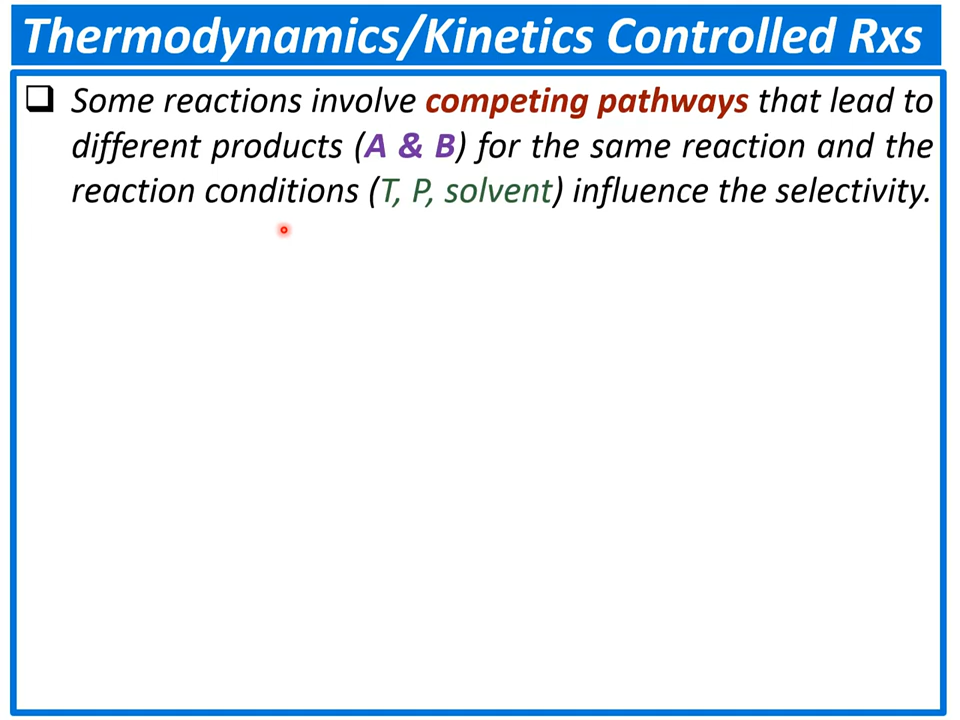 Thermodynamics/Kinetics Controlled Rxs
Some reactions involve competing pathways that lead to
different products (A & B) for the same reaction and the
reaction conditions (T, P, solvent) influence the selectivity.